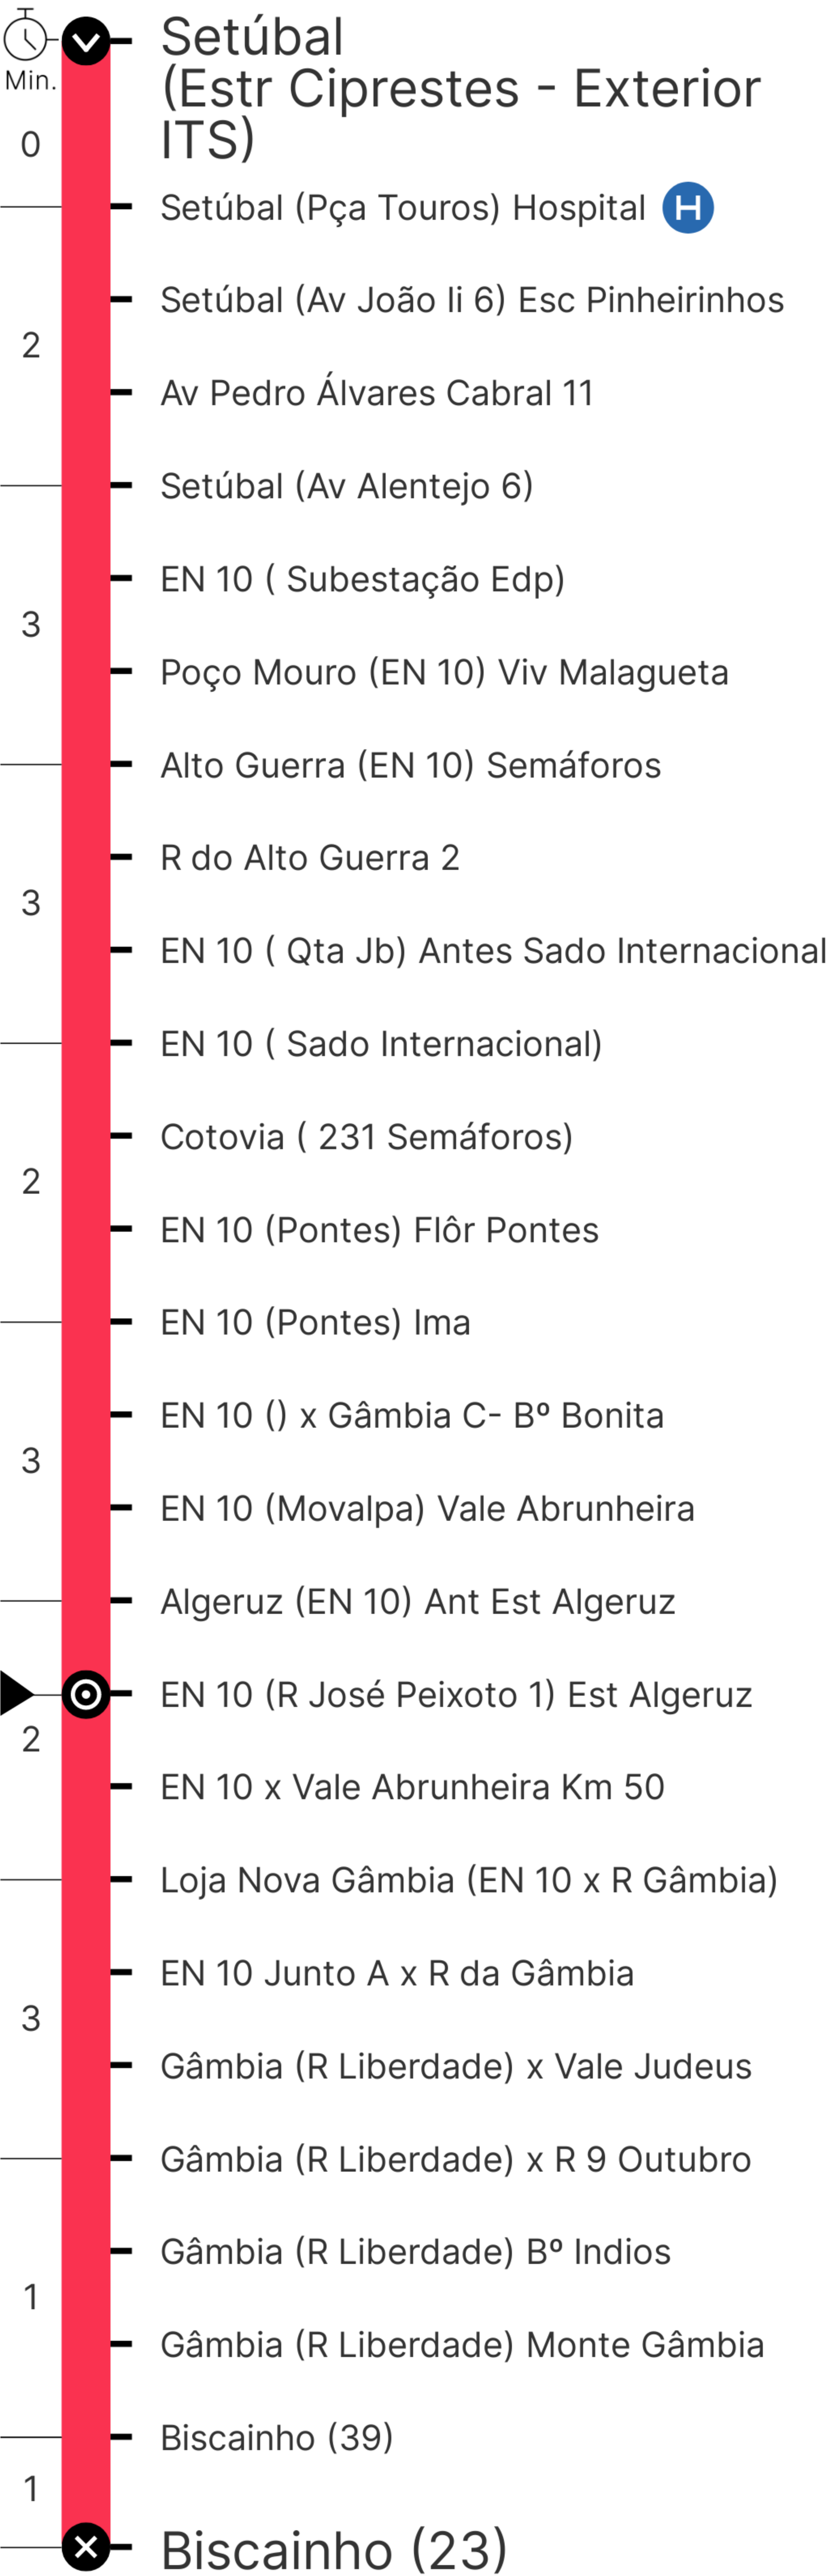 Setúbal
(Estr Ciprestes - Exterior
ITS)
Min.
0
Setúbal (Pça Touros) Hospital H
Setúbal (Av João Ii 6) Esc Pinheirinhos
2
Av Pedro Álvares Cabral 11
Setúbal (Av Alentejo 6)
EN 10 ( Subestação Edp)
3
Poço Mouro (EN 10) Viv Malagueta
Alto Guerra (EN 10) Semáforos
R do Alto Guerra 2
3
EN 10 ( Qta Jb) Antes Sado Internacional
EN 10 ( Sado Internacional)
Cotovia ( 231 Semáforos)
2
EN 10 (Pontes) Flôr Pontes
EN 10 (Pontes) Ima
EN 10 () x Gâmbia C- Bº Bonita
3
EN 10 (Movalpa) Vale Abrunheira
Algeruz (EN 10) Ant Est Algeruz
EN 10 (R José Peixoto 1) Est Algeruz
2
EN 10 x Vale Abrunheira Km 50
Loja Nova Gâmbia (EN 10 x R Gâmbia)
EN 10 Junto A x R da Gâmbia
3
Gâmbia (R Liberdade) x Vale Judeus
Gâmbia (R Liberdade) x R 9 Outubro
Gâmbia (R Liberdade) Bº Indios
1
Gâmbia (R Liberdade) Monte Gâmbia
Biscainho (39)
1
Biscainho (23)